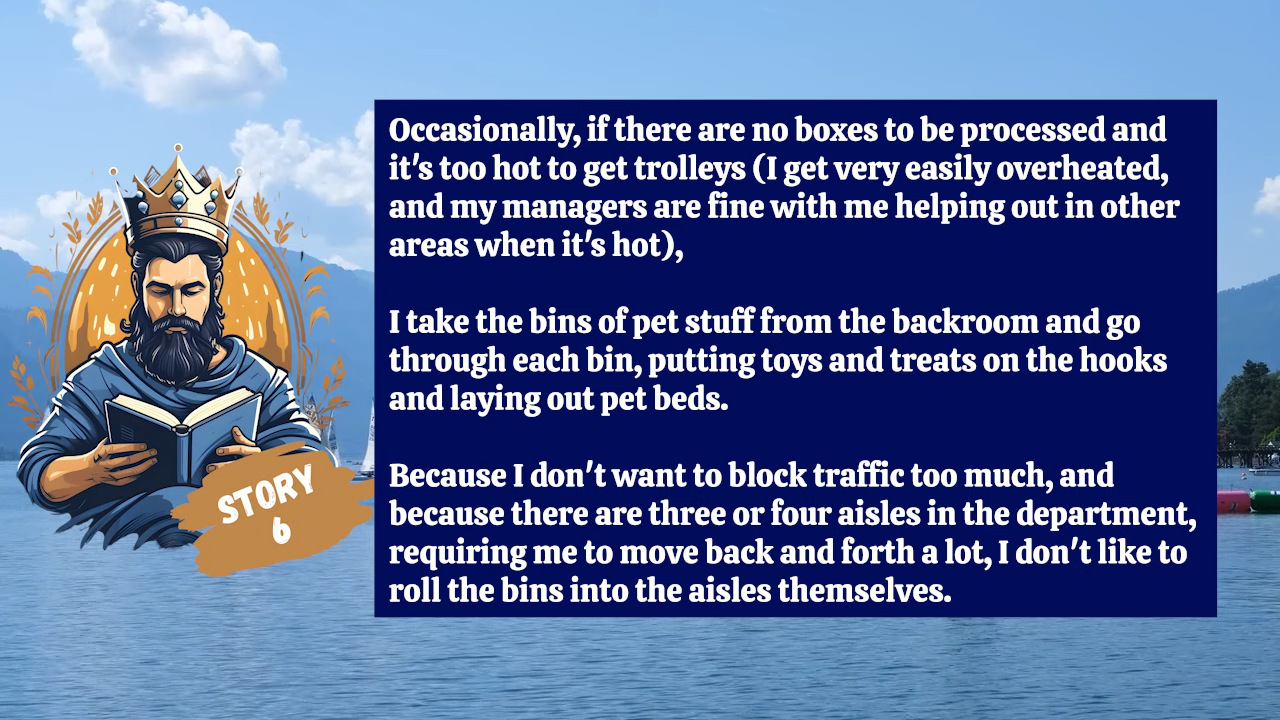 Occasionally, if there are no boxes to be processed and
it's too hot to get trolleys (I get very easily overheated,
and my managers are fine with me helping out in other
areas when it's hot),
I take the bins of pet stuff from the backroom and go
through each bin, putting toys and treats on the hooks
and laying out pet beds.
Because I don't want to block traffic too much, and
because there are three or four aisles in the department,
requiring me to move back and forth a lot, I don't like to
roll the bins into the aisles themselves.
STORY
6